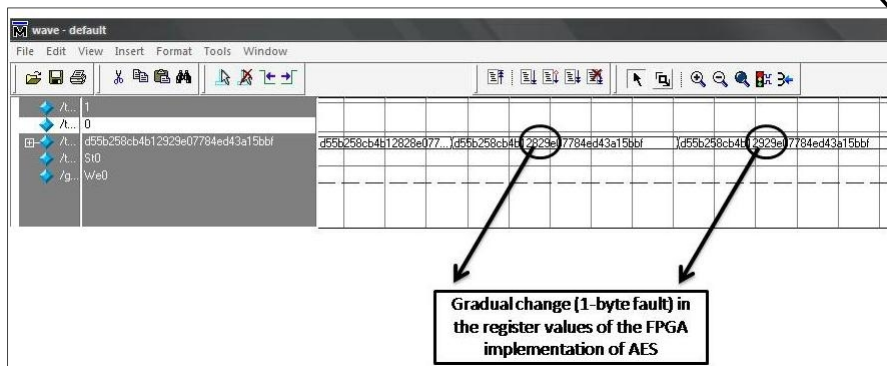 wave - default
File Edit View Insert Format Tools Window
/t... 1
/t... 0
/t... d55b258cb4b12929e07784ed43a15bbf d55b258cb4b12828e077... d55b258cb4b12829e07784ed43a15bbf d55b258cb4b12929e07784ed43a15bbf
/t... St0
/g... We0
Gradual change (1-byte fault) in
the register values of the FPGA
implementation of AES